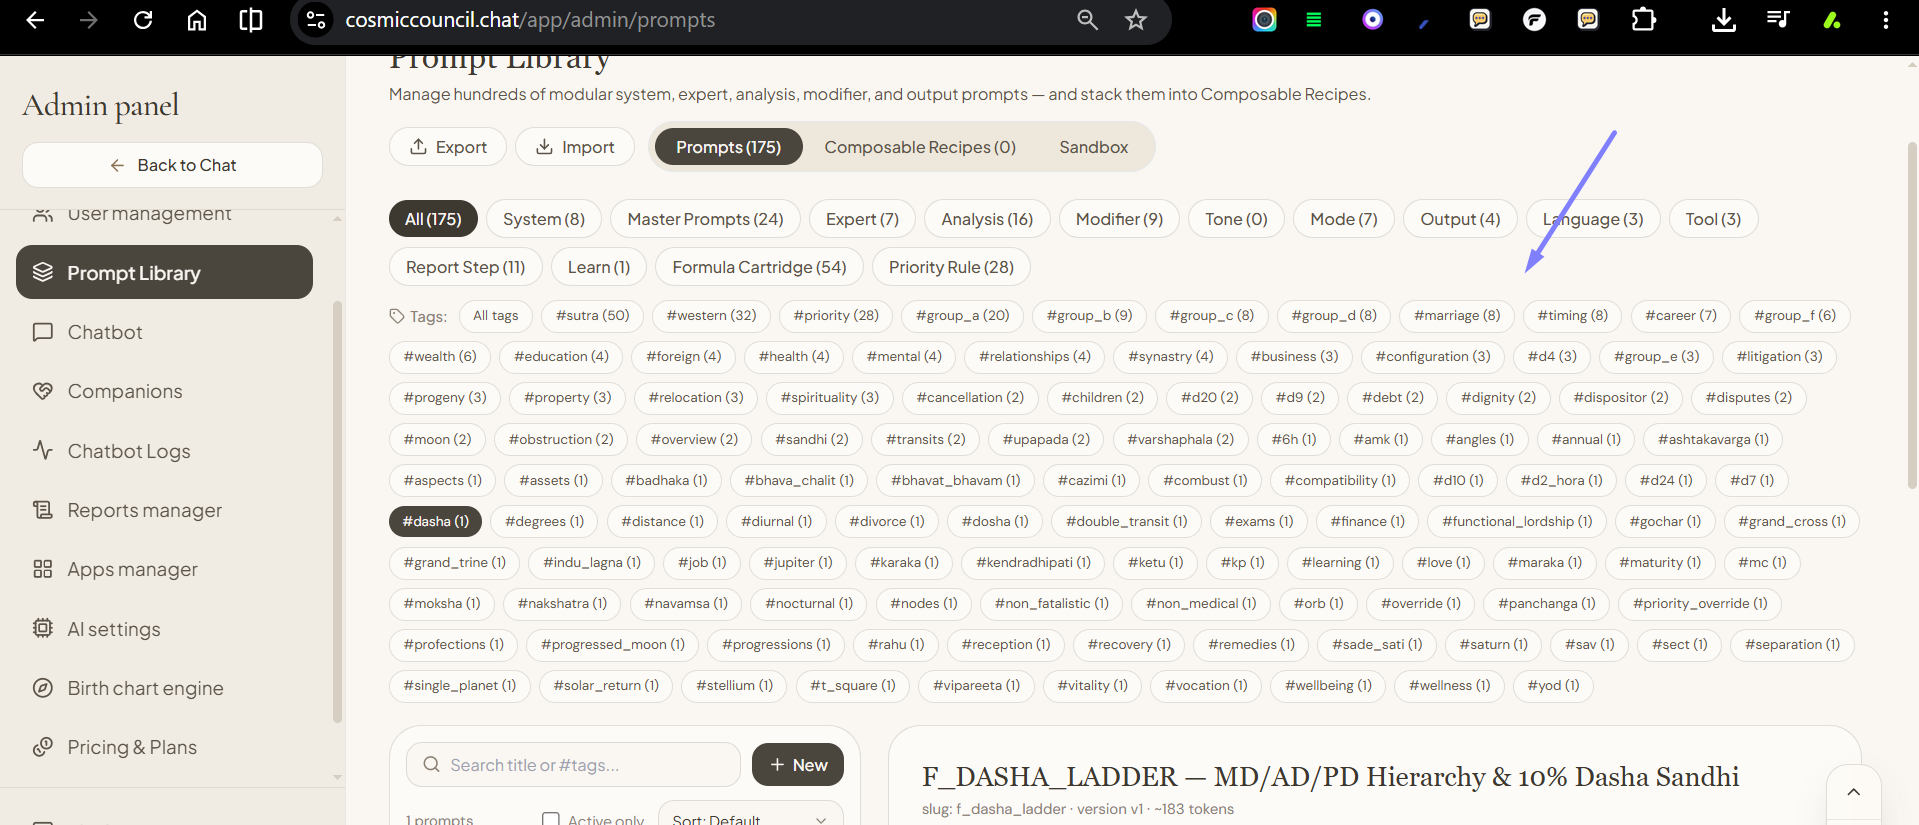 cosmiccouncil.chat/app/admin/prompts
Admin panel
Back to Chat
User management
Prompt Library
Chatbot
Companions
Chatbot Logs
Reports manager
Apps manager
AI settings
Birth chart engine
Pricing & Plans
Prompt Library
Manage hundreds of modular system, expert, analysis, modifier, and output prompts — and stack them into Composable Recipes.
Export Import Prompts (175) Composable Recipes (0) Sandbox
All (175) System (8) Master Prompts (24) Expert (7) Analysis (16) Modifier (9) Tone (0) Mode (7) Output (4) Language (3) Tool (3)
Report Step (11) Learn (1) Formula Cartridge (54) Priority Rule (28)
Tags: All tags #sutra (50) #western (32) #priority (28) #group_a (20) #group_b (9) #group_c (8) #group_d (8) #marriage (8) #timing (8) #career (7) #group_f (6)
#wealth (6) #education (4) #foreign (4) #health (4) #mental (4) #relationships (4) #synastry (4) #business (3) #configuration (3) #d4 (3) #group_e (3) #litigation (3)
#progeny (3) #property (3) #relocation (3) #spirituality (3) #cancellation (2) #children (2) #d20 (2) #d9 (2) #debt (2) #dignity (2) #dispositor (2) #disputes (2)
#moon (2) #obstruction (2) #overview (2) #sandhi (2) #transits (2) #upapada (2) #varshaphala (2) #6h (1) #amk (1) #angles (1) #annual (1) #ashtakavarga (1)
#aspects (1) #assets (1) #badhaka (1) #bhava_chalit (1) #bhavat_bhavam (1) #cazimi (1) #combust (1) #compatibility (1) #d10 (1) #d2_hora (1) #d24 (1) #d7 (1)
#dasha (1) #degrees (1) #distance (1) #diurnal (1) #divorce (1) #dosha (1) #double_transit (1) #exams (1) #finance (1) #functional_lordship (1) #gochar (1) #grand_cross (1)
#grand_trine (1) #indu_lagna (1) #job (1) #jupiter (1) #karaka (1) #kendradhipati (1) #ketu (1) #kp (1) #learning (1) #love (1) #maraka (1) #maturity (1) #mc (1)
#moksha (1) #nakshatra (1) #navamsa (1) #nocturnal (1) #nodes (1) #non_fatalistic (1) #non_medical (1) #orb (1) #override (1) #panchanga (1) #priority_override (1)
#profections (1) #progressed_moon (1) #progressions (1) #rahu (1) #reception (1) #recovery (1) #remedies (1) #sade_sati (1) #saturn (1) #sav (1) #sect (1) #separation (1)
#single_planet (1) #solar_return (1) #stellium (1) #t_square (1) #vipareeta (1) #vitality (1) #vocation (1) #wellbeing (1) #wellness (1) #yod (1)
Search title or #tags... New
1 prompts Active only Sort: Default
F_DASHA_LADDER — MD/AD/PD Hierarchy & 10% Dasha Sandhi
slug: f_dasha_ladder · version v1 · ~183 tokens